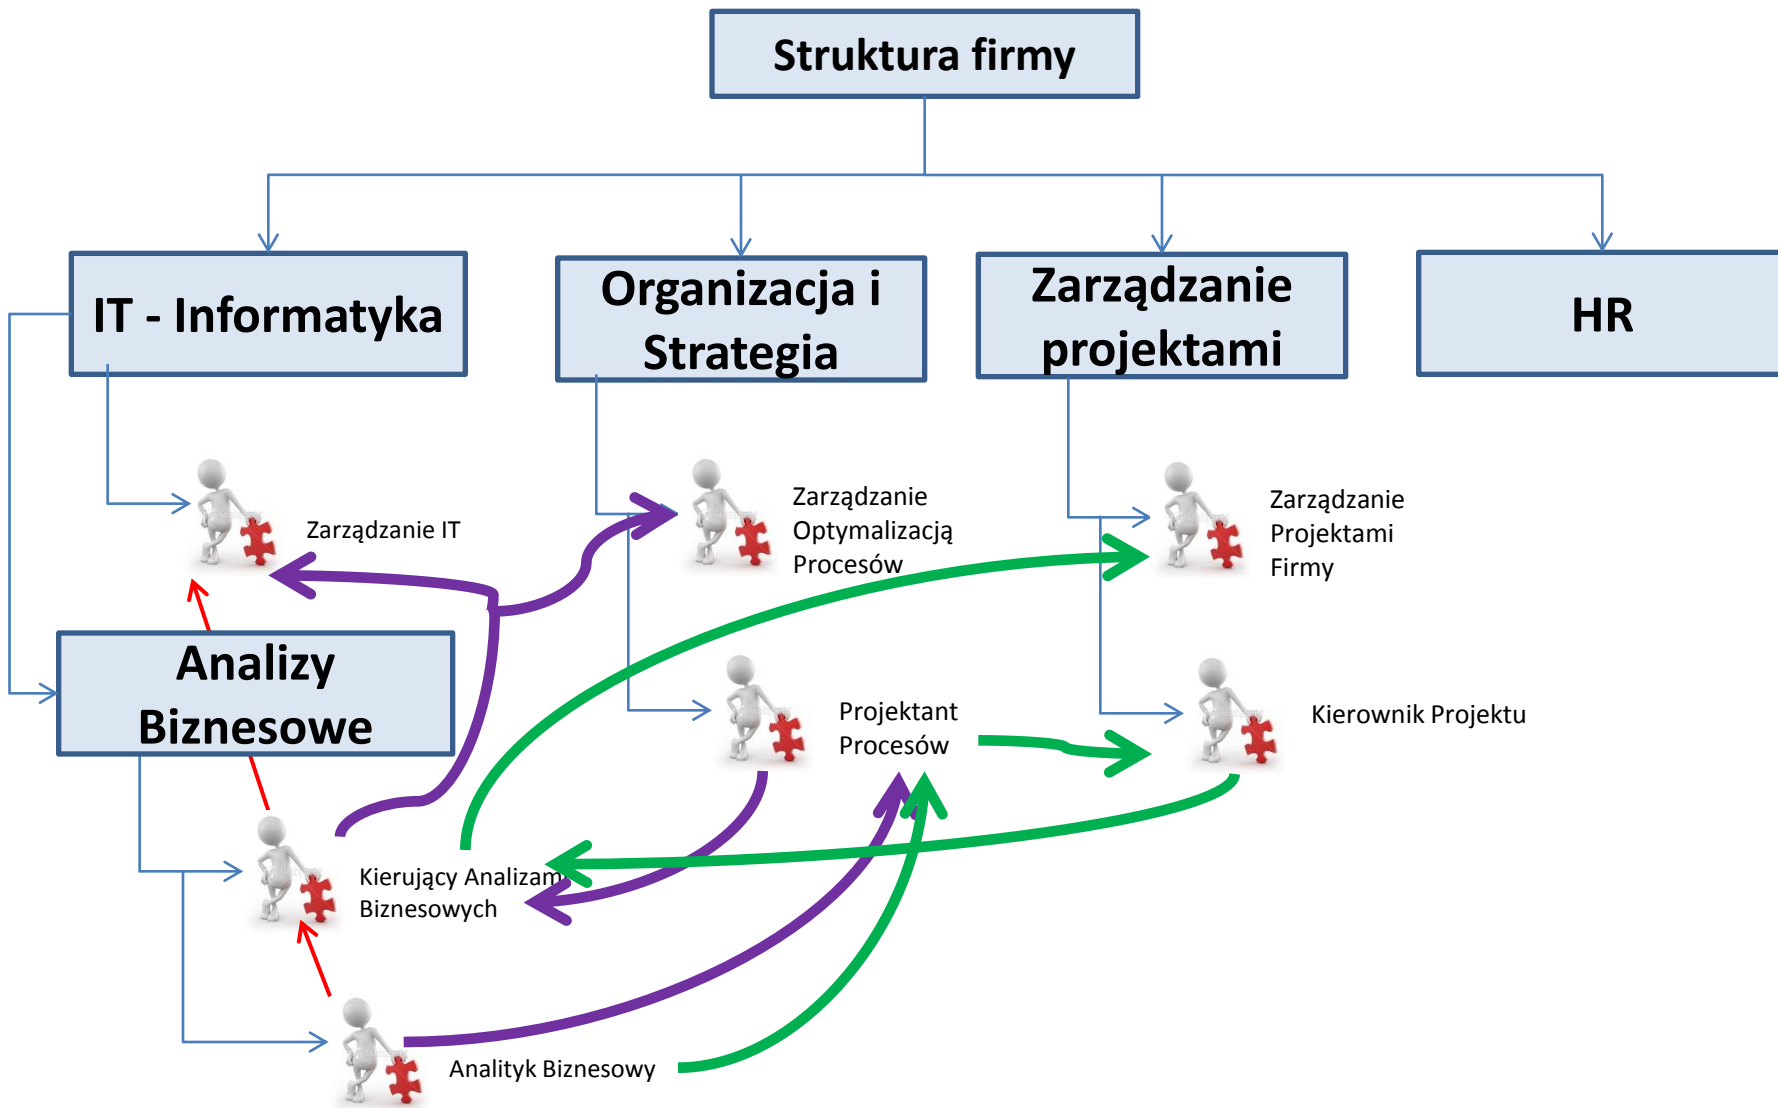 Struktura firmy
IT - Informatyka
Organizacja i
Strategia
Zarządzanie
projektami
HR
Zarządzanie IT
Zarządzanie
Optymalizacją
Procesów
Zarządzanie
Projektami
Firmy
Analizy
Biznesowe
Projektant
Procesów
Kierownik Projektu
Kierujący Analizami
Biznesowych
Analityk Biznesowy